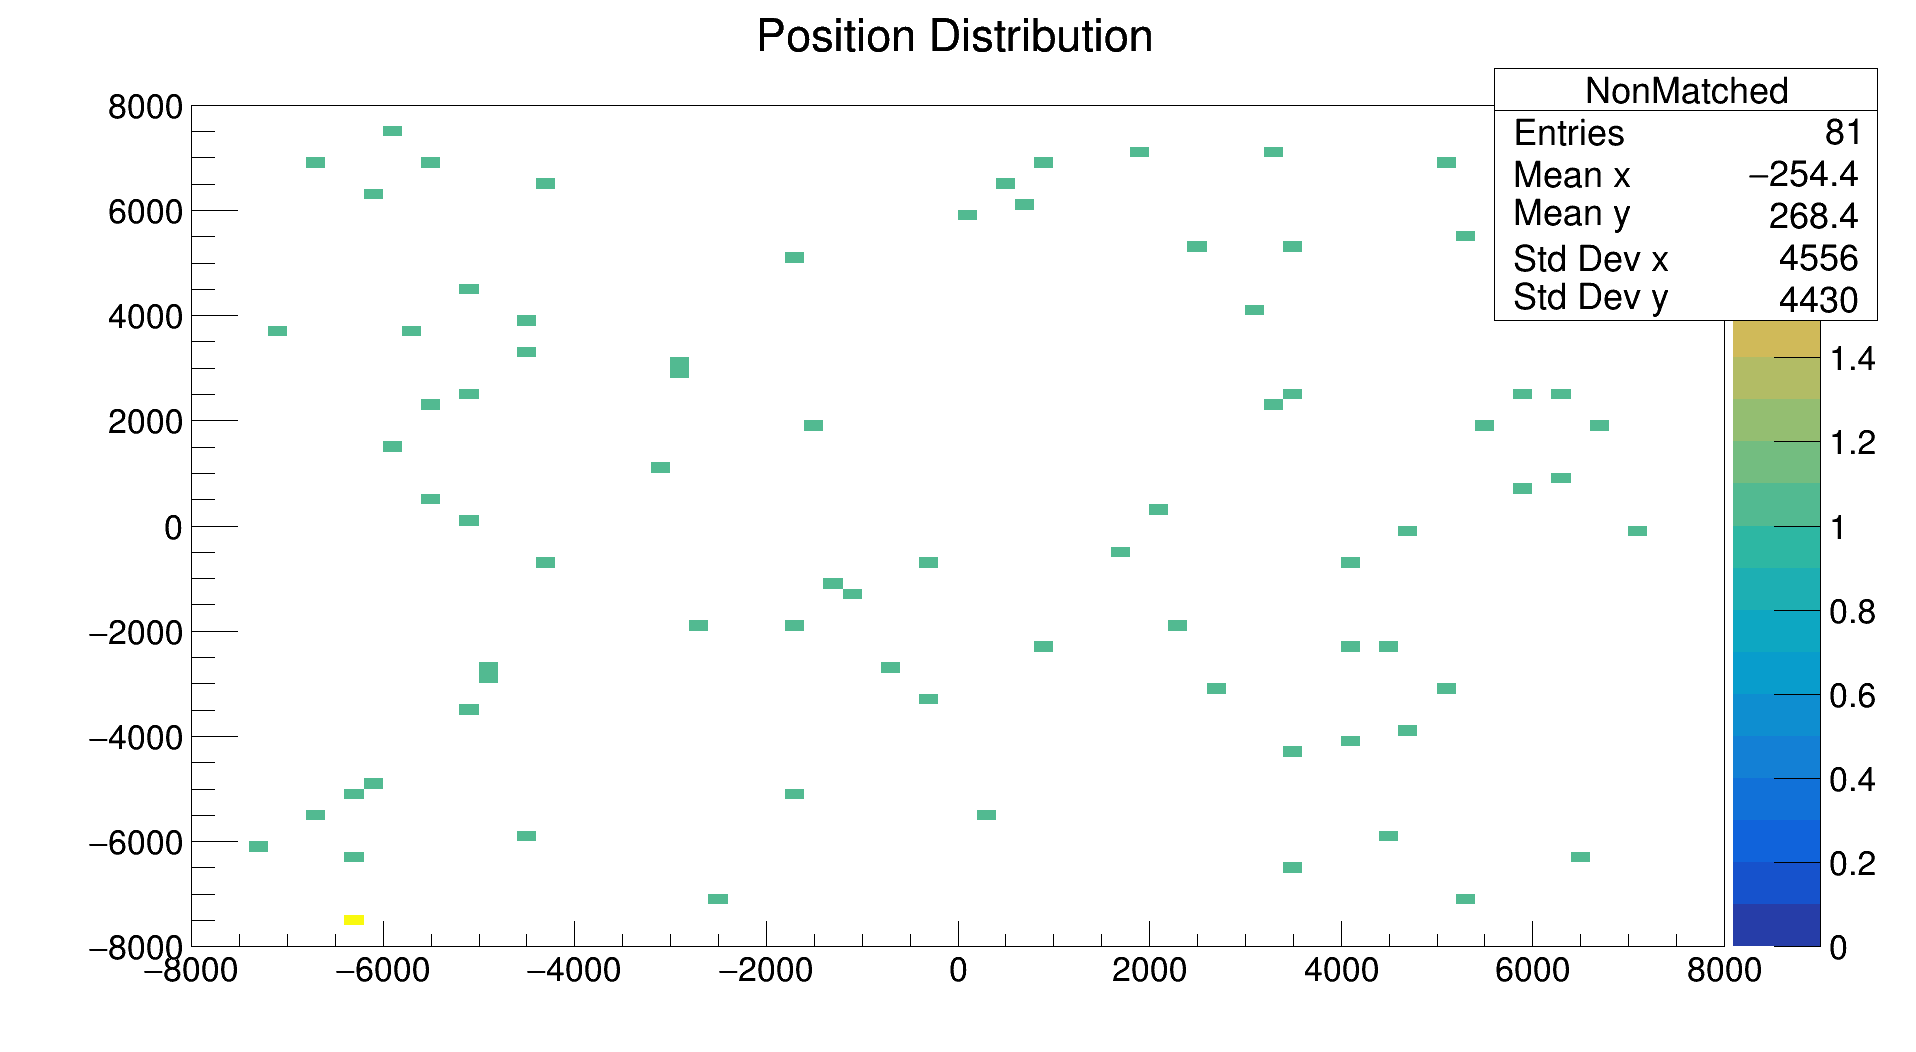 Position Distribution
NonMatched
Entries 81
Mean x −254.4
Mean y 268.4
Std Dev x 4556
Std Dev y 4430
8000
6000
4000
2000
0
−2000
−4000
−6000
−8000
−8000 −6000 −4000 −2000 0 2000 4000 6000 8000
1.4
1.2
1
0.8
0.6
0.4
0.2
0